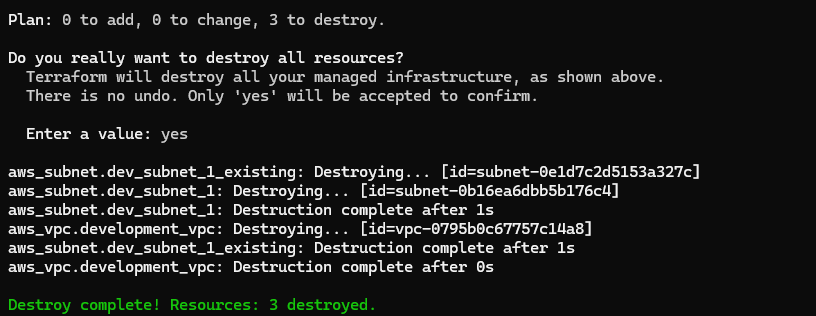 Plan: 0 to add, 0 to change, 3 to destroy.
Do you really want to destroy all resources?
Terraform will destroy all your managed infrastructure, as shown above.
There is no undo. Only 'yes' will be accepted to confirm.
Enter a value: yes
aws_subnet.dev_subnet_1_existing: Destroying... [id=subnet-0e1d7c2d5153a327c]
aws_subnet.dev_subnet_1: Destroying... [id=subnet-0b16ea6dbb5b176c4]
aws_subnet.dev_subnet_1: Destruction complete after 1s
aws_vpc.development_vpc: Destroying... [id=vpc-0795b0c67757c14a8]
aws_subnet.dev_subnet_1_existing: Destruction complete after 1s
aws_vpc.development_vpc: Destruction complete after 0s
Destroy complete! Resources: 3 destroyed.